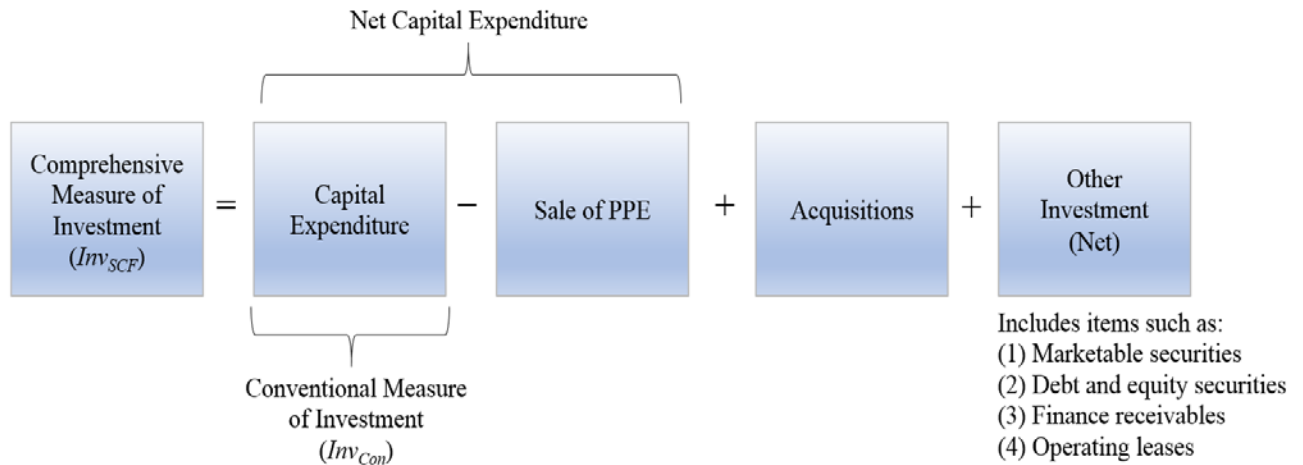 Net Capital Expenditure
Comprehensive
Measure of
Investment
(Inv_SCF)
=
Capital
Expenditure
−
Sale of PPE
+
Acquisitions
+
Other
Investment
(Net)
Conventional Measure
of Investment
(Inv_Con)
Includes items such as:
(1) Marketable securities
(2) Debt and equity securities
(3) Finance receivables
(4) Operating leases